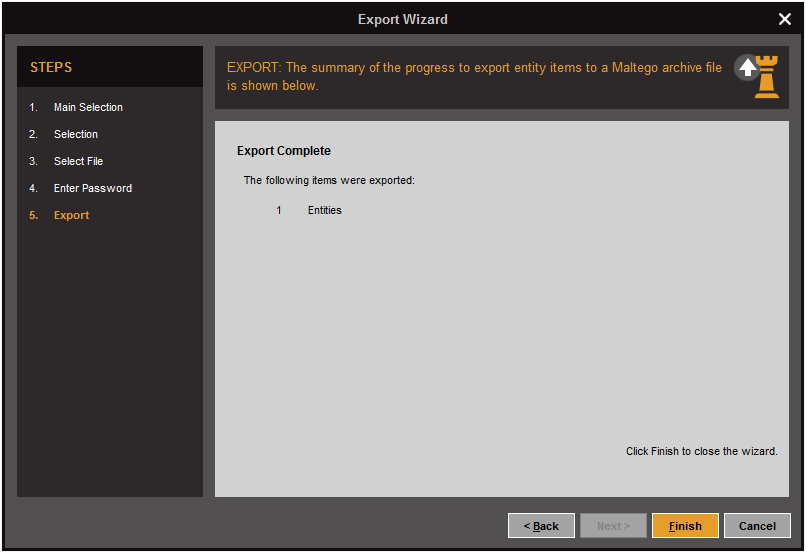 Export Wizard
STEPS
1. Main Selection
2. Selection
3. Select File
4. Enter Password
5. Export
EXPORT: The summary of the progress to export entity items to a Maltego archive file
is shown below.
Export Complete
The following items were exported:
1 Entities
Click Finish to close the wizard.
< Back
Next >
Finish
Cancel